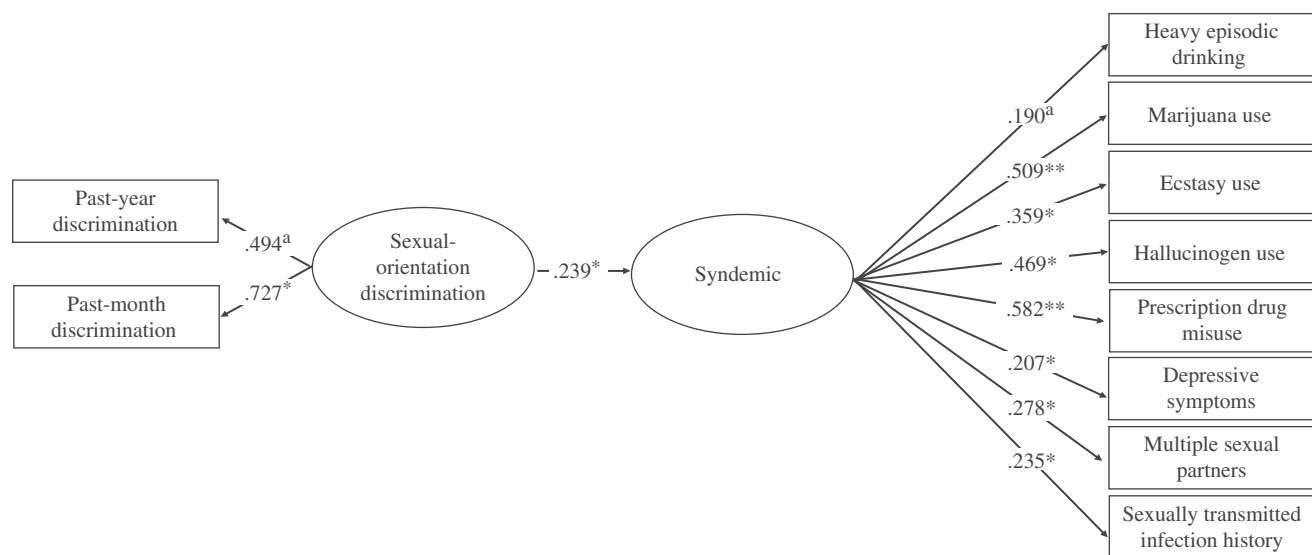 Past-year
discrimination
Past-month
discrimination
.494a
.727*
Sexual-
orientation
discrimination
.239*
Syndemic
.190a
.509**
.359*
.469*
.582**
.207*
.278*
.235*
Heavy episodic
drinking
Marijuana use
Ecstasy use
Hallucinogen use
Prescription drug
misuse
Depressive
symptoms
Multiple sexual
partners
Sexually transmitted
infection history